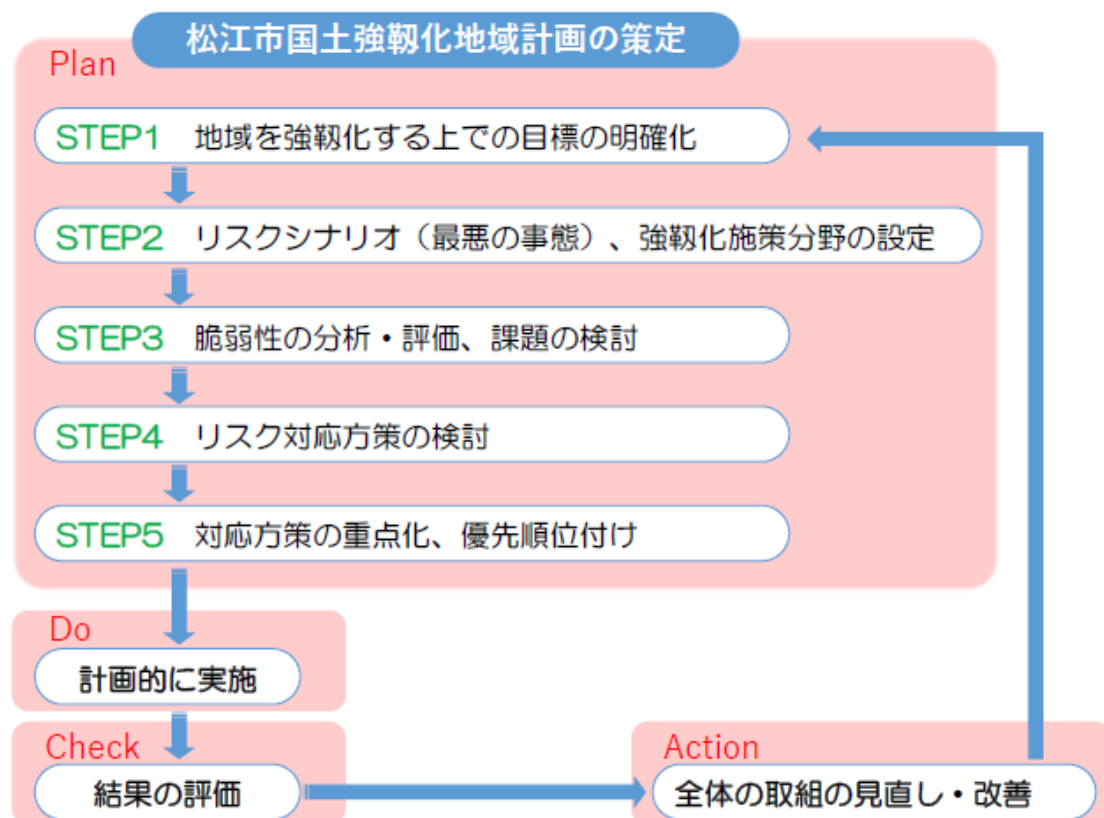 松江市国土強靱化地域計画の策定
Plan
STEP1 地域を強靱化する上での目標の明確化
STEP2 リスクシナリオ（最悪の事態）、強靱化施策分野の設定
STEP3 脆弱性の分析・評価、課題の検討
STEP4 リスク対応方策の検討
STEP5 対応方策の重点化、優先順位付け
Do
計画的に実施
Check
結果の評価
Action
全体の取組の見直し・改善